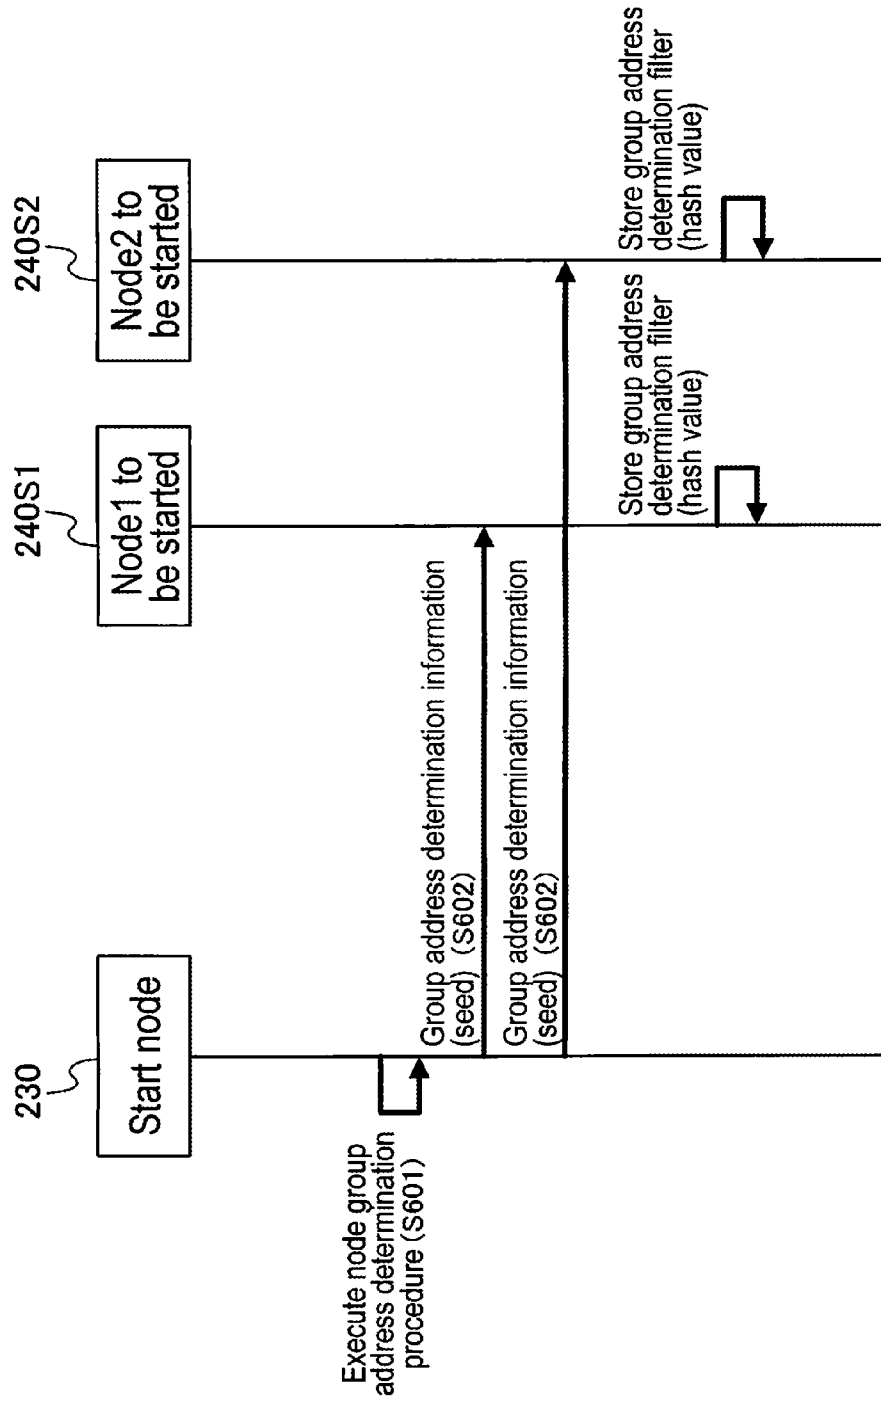 230
Start node
240S1
Node1 to
be started
240S2
Node2 to
be started
Execute node group
address determination
procedure (S601)
Group address determination information
(seed) (S602)
Group address determination information
(seed) (S602)
Store group address
determination filter
(hash value)
Store group address
determination filter
(hash value)